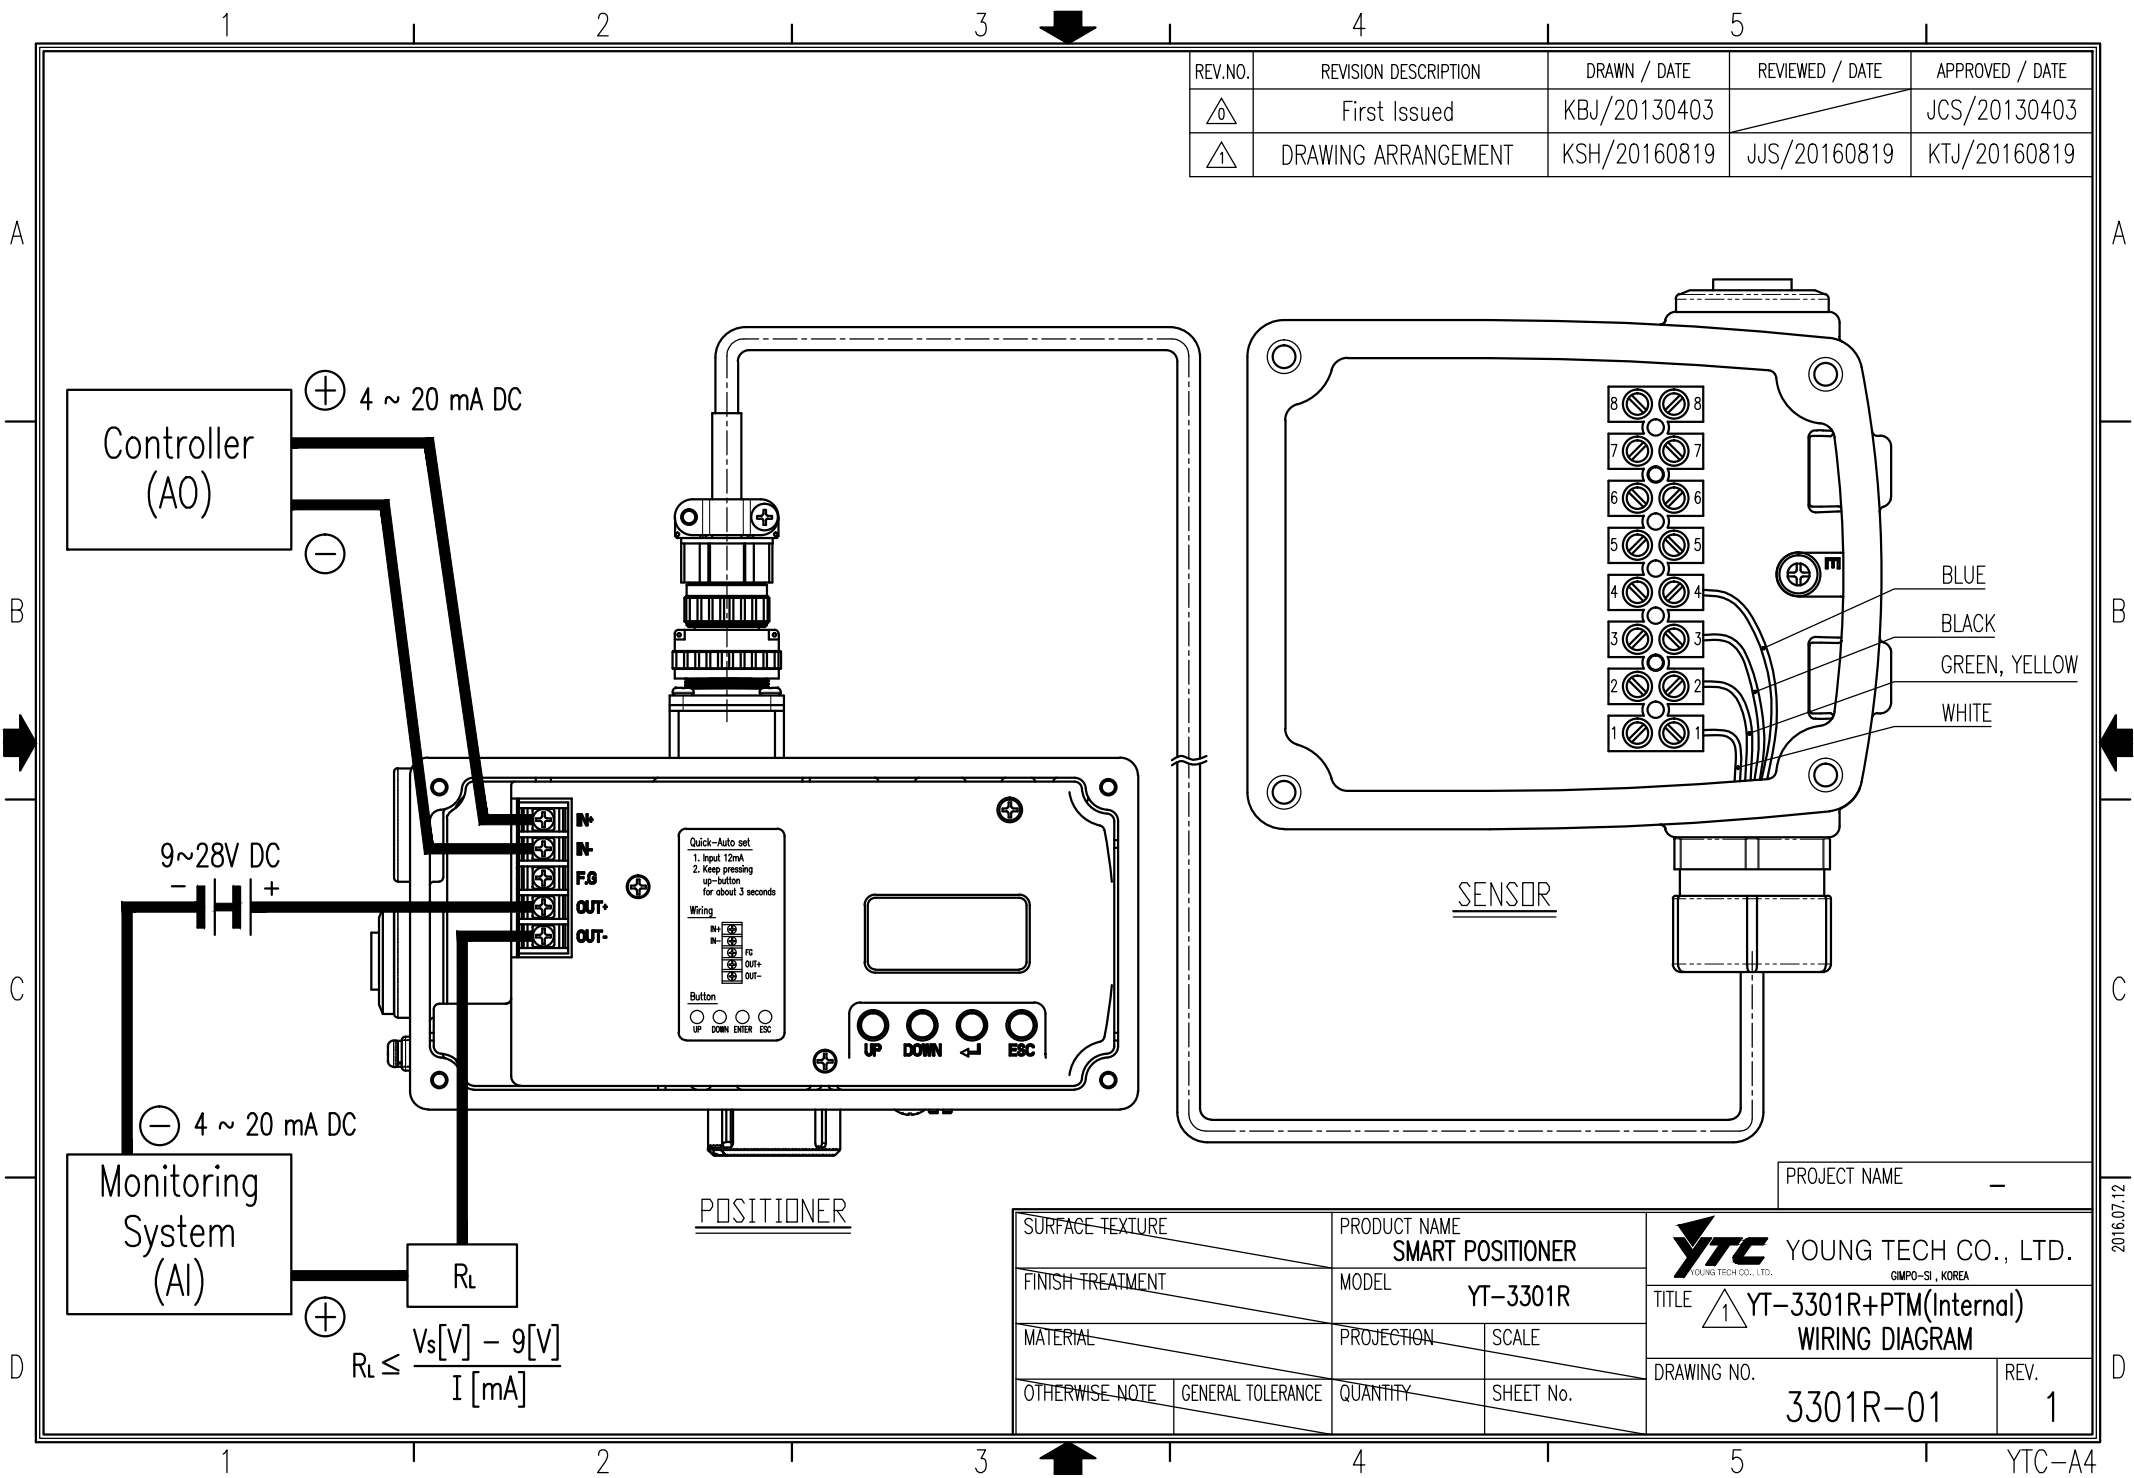 1 2 3 4 5
REV.NO. REVISION DESCRIPTION DRAWN / DATE REVIEWED / DATE APPROVED / DATE
0 First Issued KBJ/20130403 JCS/20130403
1 DRAWING ARRANGEMENT KSH/20160819 JJS/20160819 KTJ/20160819
A A
+ 4 ~ 20 mA DC
Controller
(AO)
−
8 8
7 7
6 6
5 5
4 4
3 3
2 2
1 1
E
BLUE
BLACK
GREEN, YELLOW
WHITE
B B
SENSOR
IN+
IN-
F.G
OUT+
OUT-
Quick-Auto set
1. Input 12mA
2. Keep pressing
up-button
for about 3 seconds
Wiring
IN+
IN-
FG
OUT+
OUT-
Button
UP DOWN ENTER ESC
UP DOWN ESC
9~28V DC
- +
C C
− 4 ~ 20 mA DC
Monitoring
System
(AI)
+
RL
RL ≤ Vs[V] − 9[V]
I [mA]
POSITIONER
D D
PROJECT NAME −
SURFACE TEXTURE
FINISH TREATMENT
MATERIAL
OTHERWISE NOTE GENERAL TOLERANCE
PRODUCT NAME
SMART POSITIONER
MODEL
YT-3301R
PROJECTION SCALE
QUANTITY SHEET No.
YTC
YOUNG TECH CO., LTD.
YOUNG TECH CO., LTD.
GIMPO-SI , KOREA
TITLE 1 YT-3301R+PTM(Internal)
WIRING DIAGRAM
DRAWING NO.
3301R-01
REV.
1
2016.07.12
1 2 3 4 5
YTC-A4